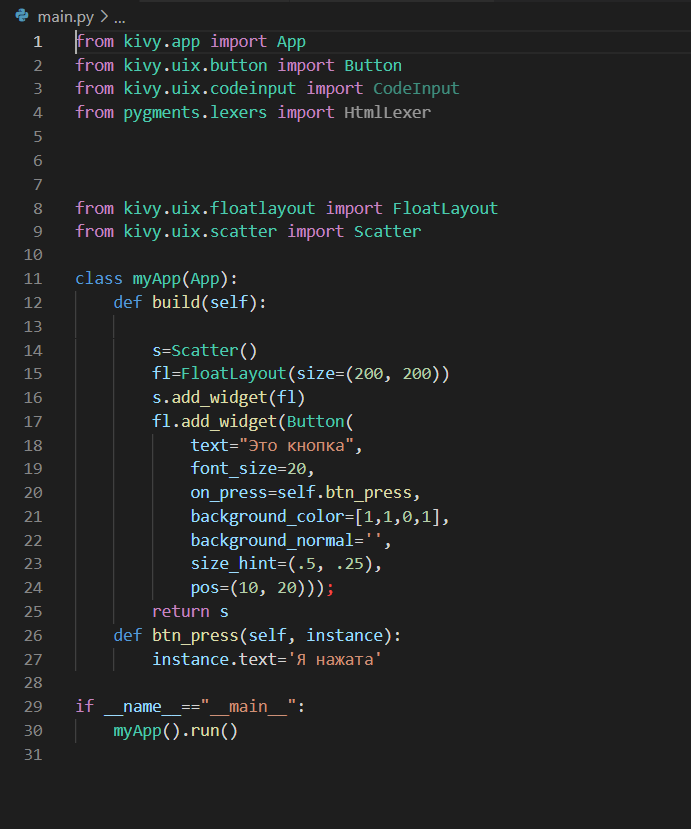 main.py > ...
1 from kivy.app import App
2 from kivy.uix.button import Button
3 from kivy.uix.codeinput import CodeInput
4 from pygments.lexers import HtmlLexer
5
6
7
8 from kivy.uix.floatlayout import FloatLayout
9 from kivy.uix.scatter import Scatter
10
11 class myApp(App):
12     def build(self):
13
14         s=Scatter()
15         fl=FloatLayout(size=(200, 200))
16         s.add_widget(fl)
17         fl.add_widget(Button(
18             text="Это кнопка",
19             font_size=20,
20             on_press=self.btn_press,
21             background_color=[1,1,0,1],
22             background_normal='',
23             size_hint=(.5, .25),
24             pos=(10, 20)));
25         return s
26     def btn_press(self, instance):
27         instance.text='Я нажата'
28
29 if __name__=="__main__":
30     myApp().run()
31